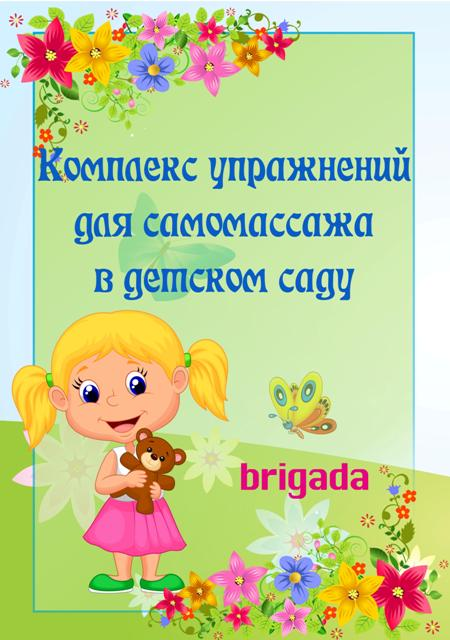 Комплекс упражнений
для самомассажа
в детском саду
brigada